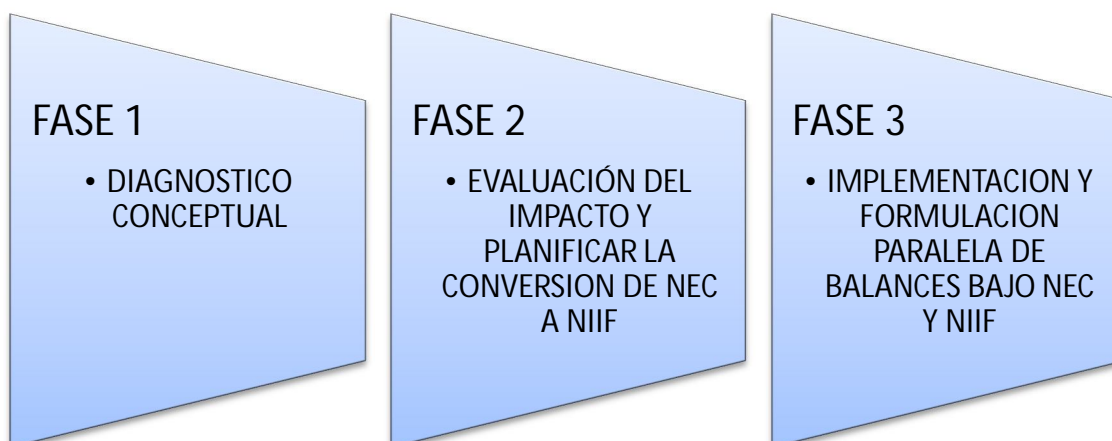 FASE 1
• DIAGNOSTICO
CONCEPTUAL
FASE 2
• EVALUACIÓN DEL
IMPACTO Y
PLANIFICAR LA
CONVERSION DE NEC
A NIIF
FASE 3
• IMPLEMENTACION Y
FORMULACION
PARALELA DE
BALANCES BAJO NEC
Y NIIF